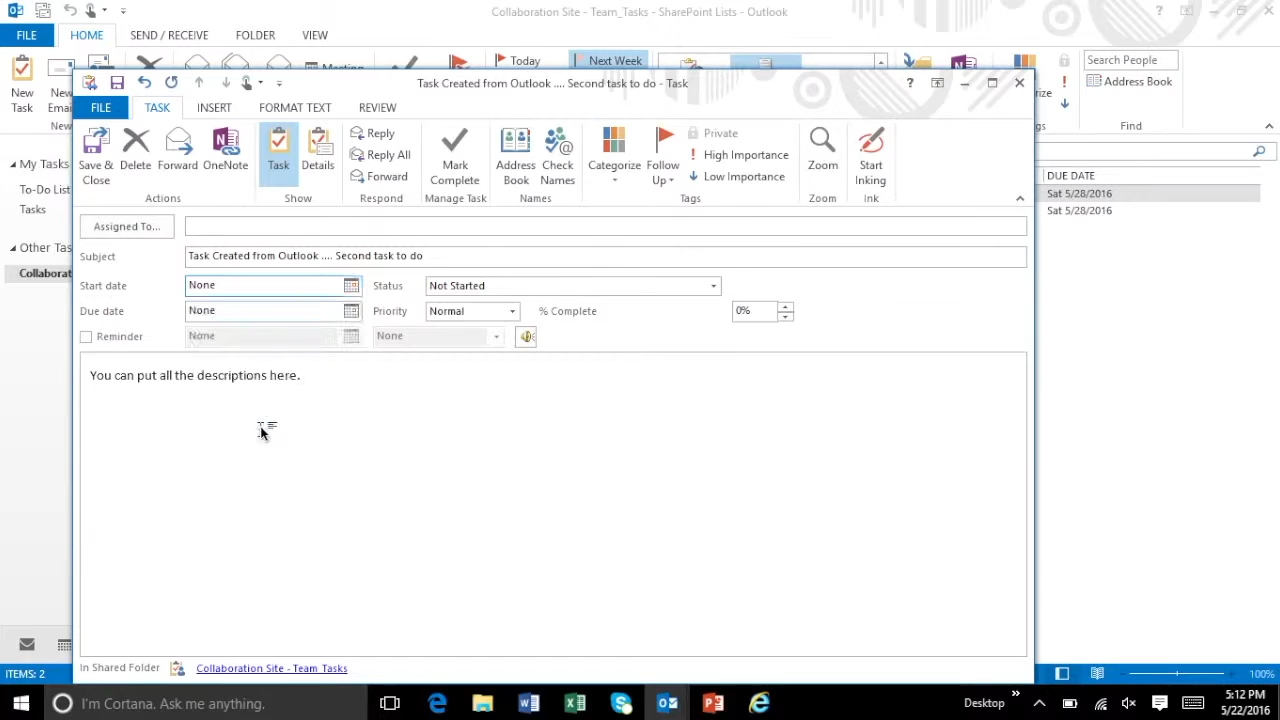 Collaboration Site - Team_Tasks - SharePoint Lists - Outlook
FILE HOME SEND / RECEIVE FOLDER VIEW
Today Next Week Search People
New Task
New Email
Meeting
Address Book
Find
Task Created from Outlook .... Second task to do - Task
FILE TASK INSERT FORMAT TEXT REVIEW
Save & Close
Delete
Forward
OneNote
Task
Details
Reply
Reply All
Forward
Mark Complete
Address Book
Check Names
Categorize
Follow Up
Private
High Importance
Low Importance
Zoom
Start Inking
Actions Show Respond Manage Task Names Tags Zoom Ink
My Tasks
To-Do List
Tasks
Other Tas
Collaborat
DUE DATE
Sat 5/28/2016
Sat 5/28/2016
Assigned To...
Subject Task Created from Outlook .... Second task to do
Start date None Status Not Started
Due date None Priority Normal % Complete 0%
Reminder None None
You can put all the descriptions here.
In Shared Folder Collaboration Site - Team_Tasks
ITEMS: 2 100%
I'm Cortana. Ask me anything.
Desktop
5:12 PM
5/22/2016